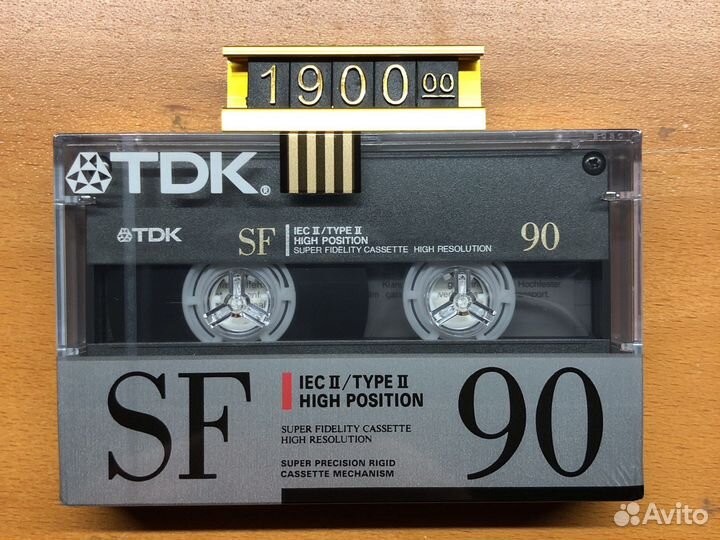 1900 00
TDK®
TDK
SF
IEC II/TYPE II
HIGH POSITION
SUPER FIDELITY CASSETTE HIGH RESOLUTION
90
SF
IEC II/TYPE II
HIGH POSITION
SUPER FIDELITY CASSETTE
HIGH RESOLUTION
SUPER PRECISION RIGID
CASSETTE MECHANISM
90
Avito